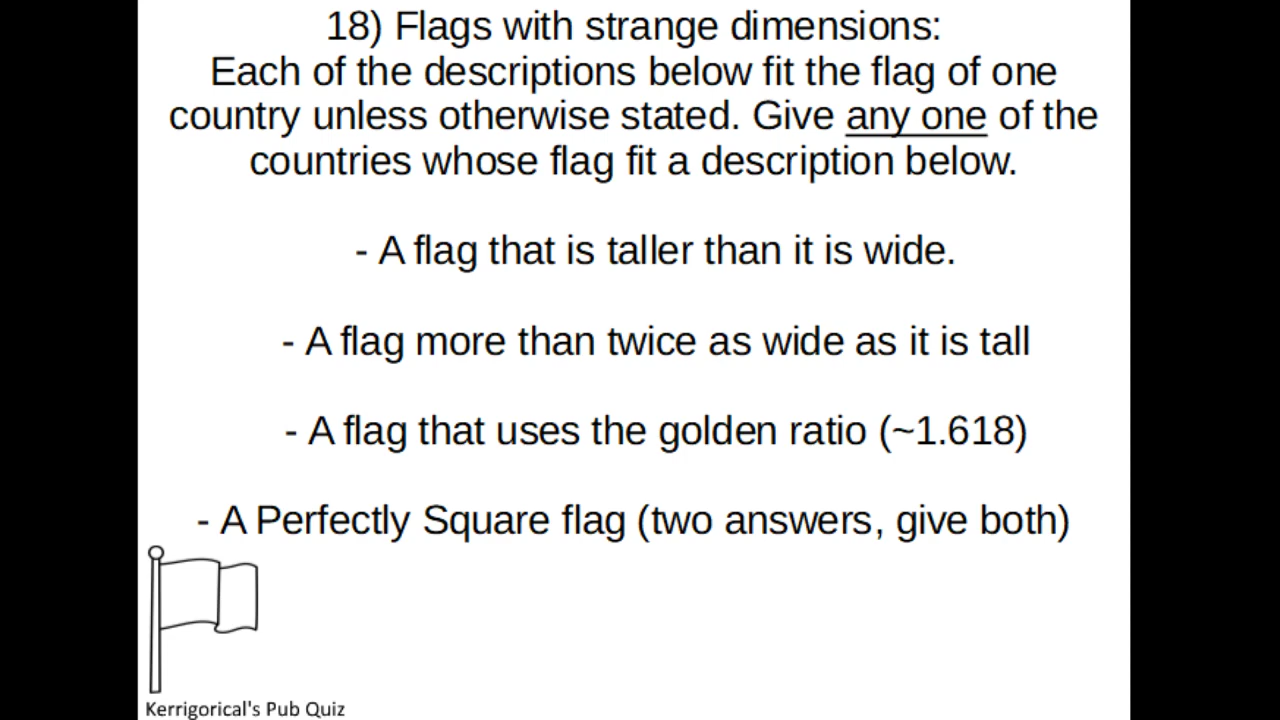 18) Flags with strange dimensions:
Each of the descriptions below fit the flag of one
country unless otherwise stated. Give any one of the
countries whose flag fit a description below.
- A flag that is taller than it is wide.
- A flag more than twice as wide as it is tall
- A flag that uses the golden ratio (~1.618)
- A Perfectly Square flag (two answers, give both)
Kerrigorical's Pub Quiz